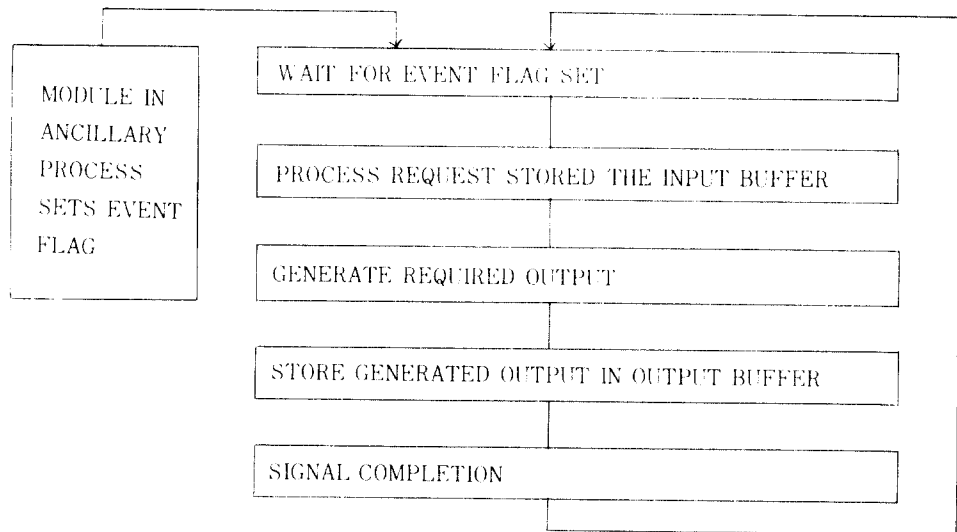 MODULE IN
ANCILLARY
PROCESS
SETS EVENT
FLAG
WAIT FOR EVENT FLAG SET
PROCESS REQUEST STORED THE INPUT BUFFER
GENERATE REQUIRED OUTPUT
STORE GENERATED OUTPUT IN OUTPUT BUFFER
SIGNAL COMPLETION